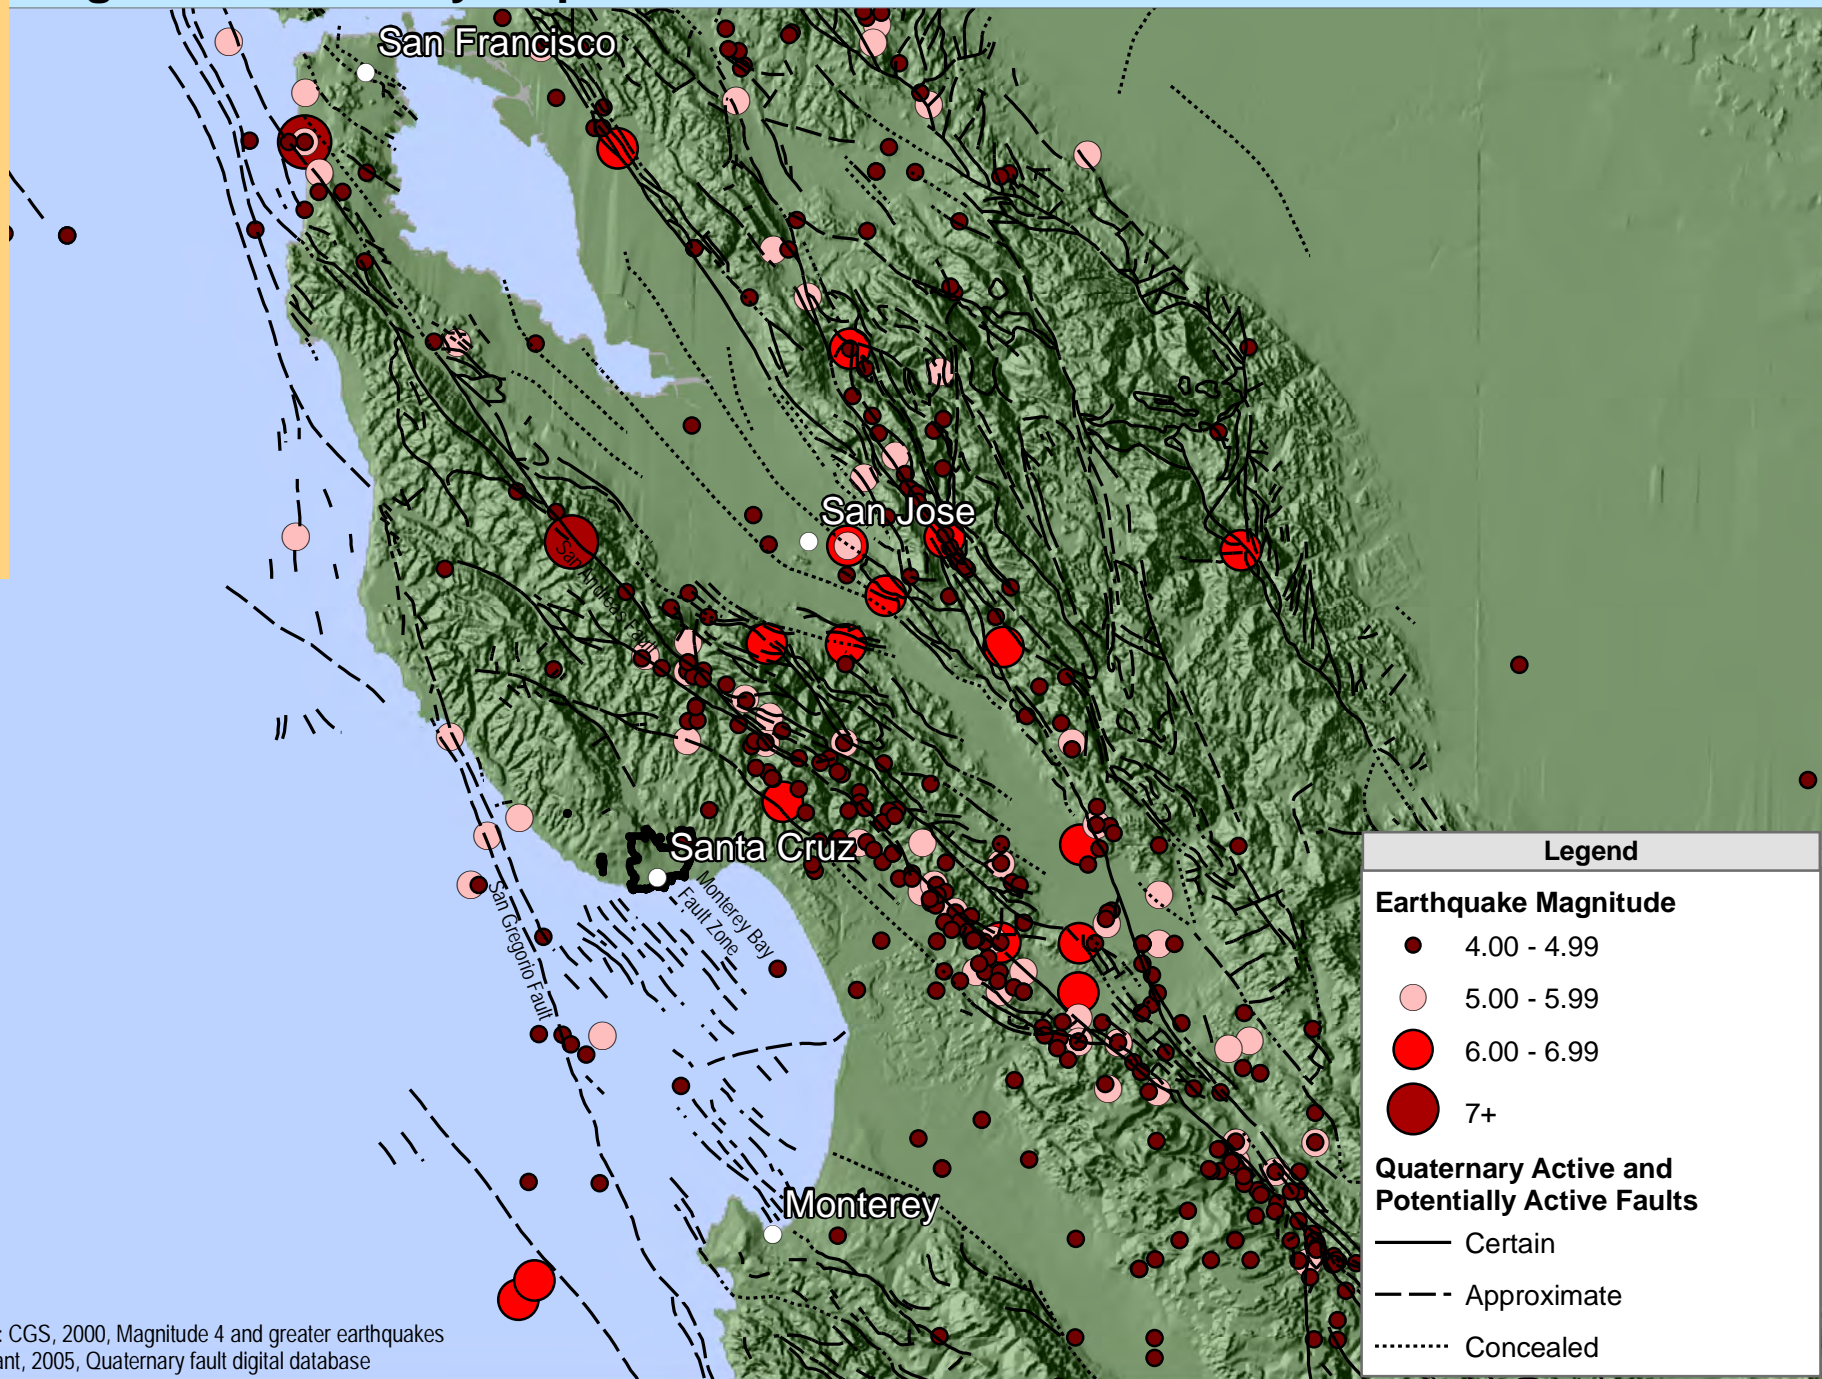 San Francisco
San Jose
San Andreas Fault
Santa Cruz
Monterey Bay
Fault Zone
San Gregorio Fault
Monterey
Legend
Earthquake Magnitude
4.00 - 4.99
5.00 - 5.99
6.00 - 6.99
7+
Quaternary Active and
Potentially Active Faults
Certain
Approximate
Concealed
: CGS, 2000, Magnitude 4 and greater earthquakes
ant, 2005, Quaternary fault digital database